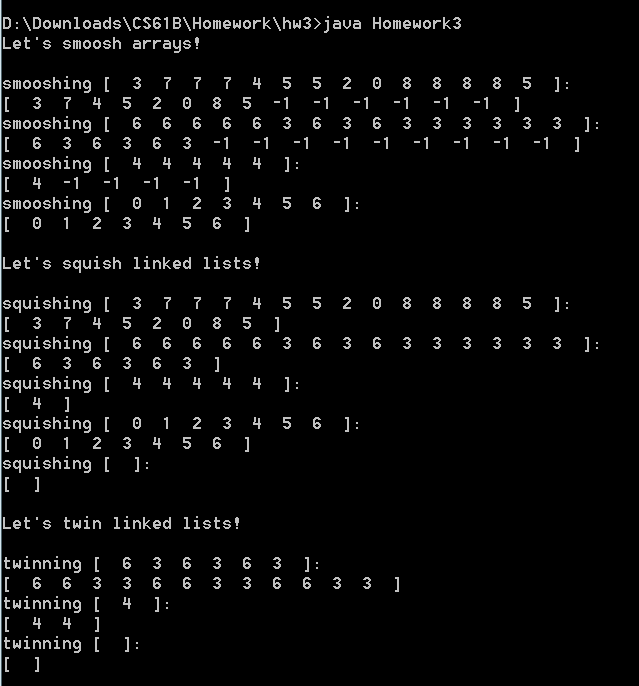 D:\Downloads\CS61B\Homework\hw3>java Homework3
Let's smoosh arrays!
smooshing [  3  7  7  7  4  5  5  2  0  8  8  8  8  5  ]:
[  3  7  4  5  2  0  8  5  -1  -1  -1  -1  -1  -1  ]
smooshing [  6  6  6  6  6  3  6  3  6  3  3  3  3  3  3  ]:
[  6  3  6  3  6  3  -1  -1  -1  -1  -1  -1  -1  -1  -1  ]
smooshing [  4  4  4  4  4  ]:
[  4  -1  -1  -1  -1  ]
smooshing [  0  1  2  3  4  5  6  ]:
[  0  1  2  3  4  5  6  ]
Let's squish linked lists!
squishing [  3  7  7  7  4  5  5  2  0  8  8  8  8  5  ]:
[  3  7  4  5  2  0  8  5  ]
squishing [  6  6  6  6  6  3  6  3  6  3  3  3  3  3  3  ]:
[  6  3  6  3  6  3  ]
squishing [  4  4  4  4  4  ]:
[  4  ]
squishing [  0  1  2  3  4  5  6  ]:
[  0  1  2  3  4  5  6  ]
squishing [  ]:
[  ]
Let's twin linked lists!
twinning [  6  3  6  3  6  3  ]:
[  6  6  3  3  6  6  3  3  6  6  3  3  ]
twinning [  4  ]:
[  4  4  ]
twinning [  ]:
[  ]